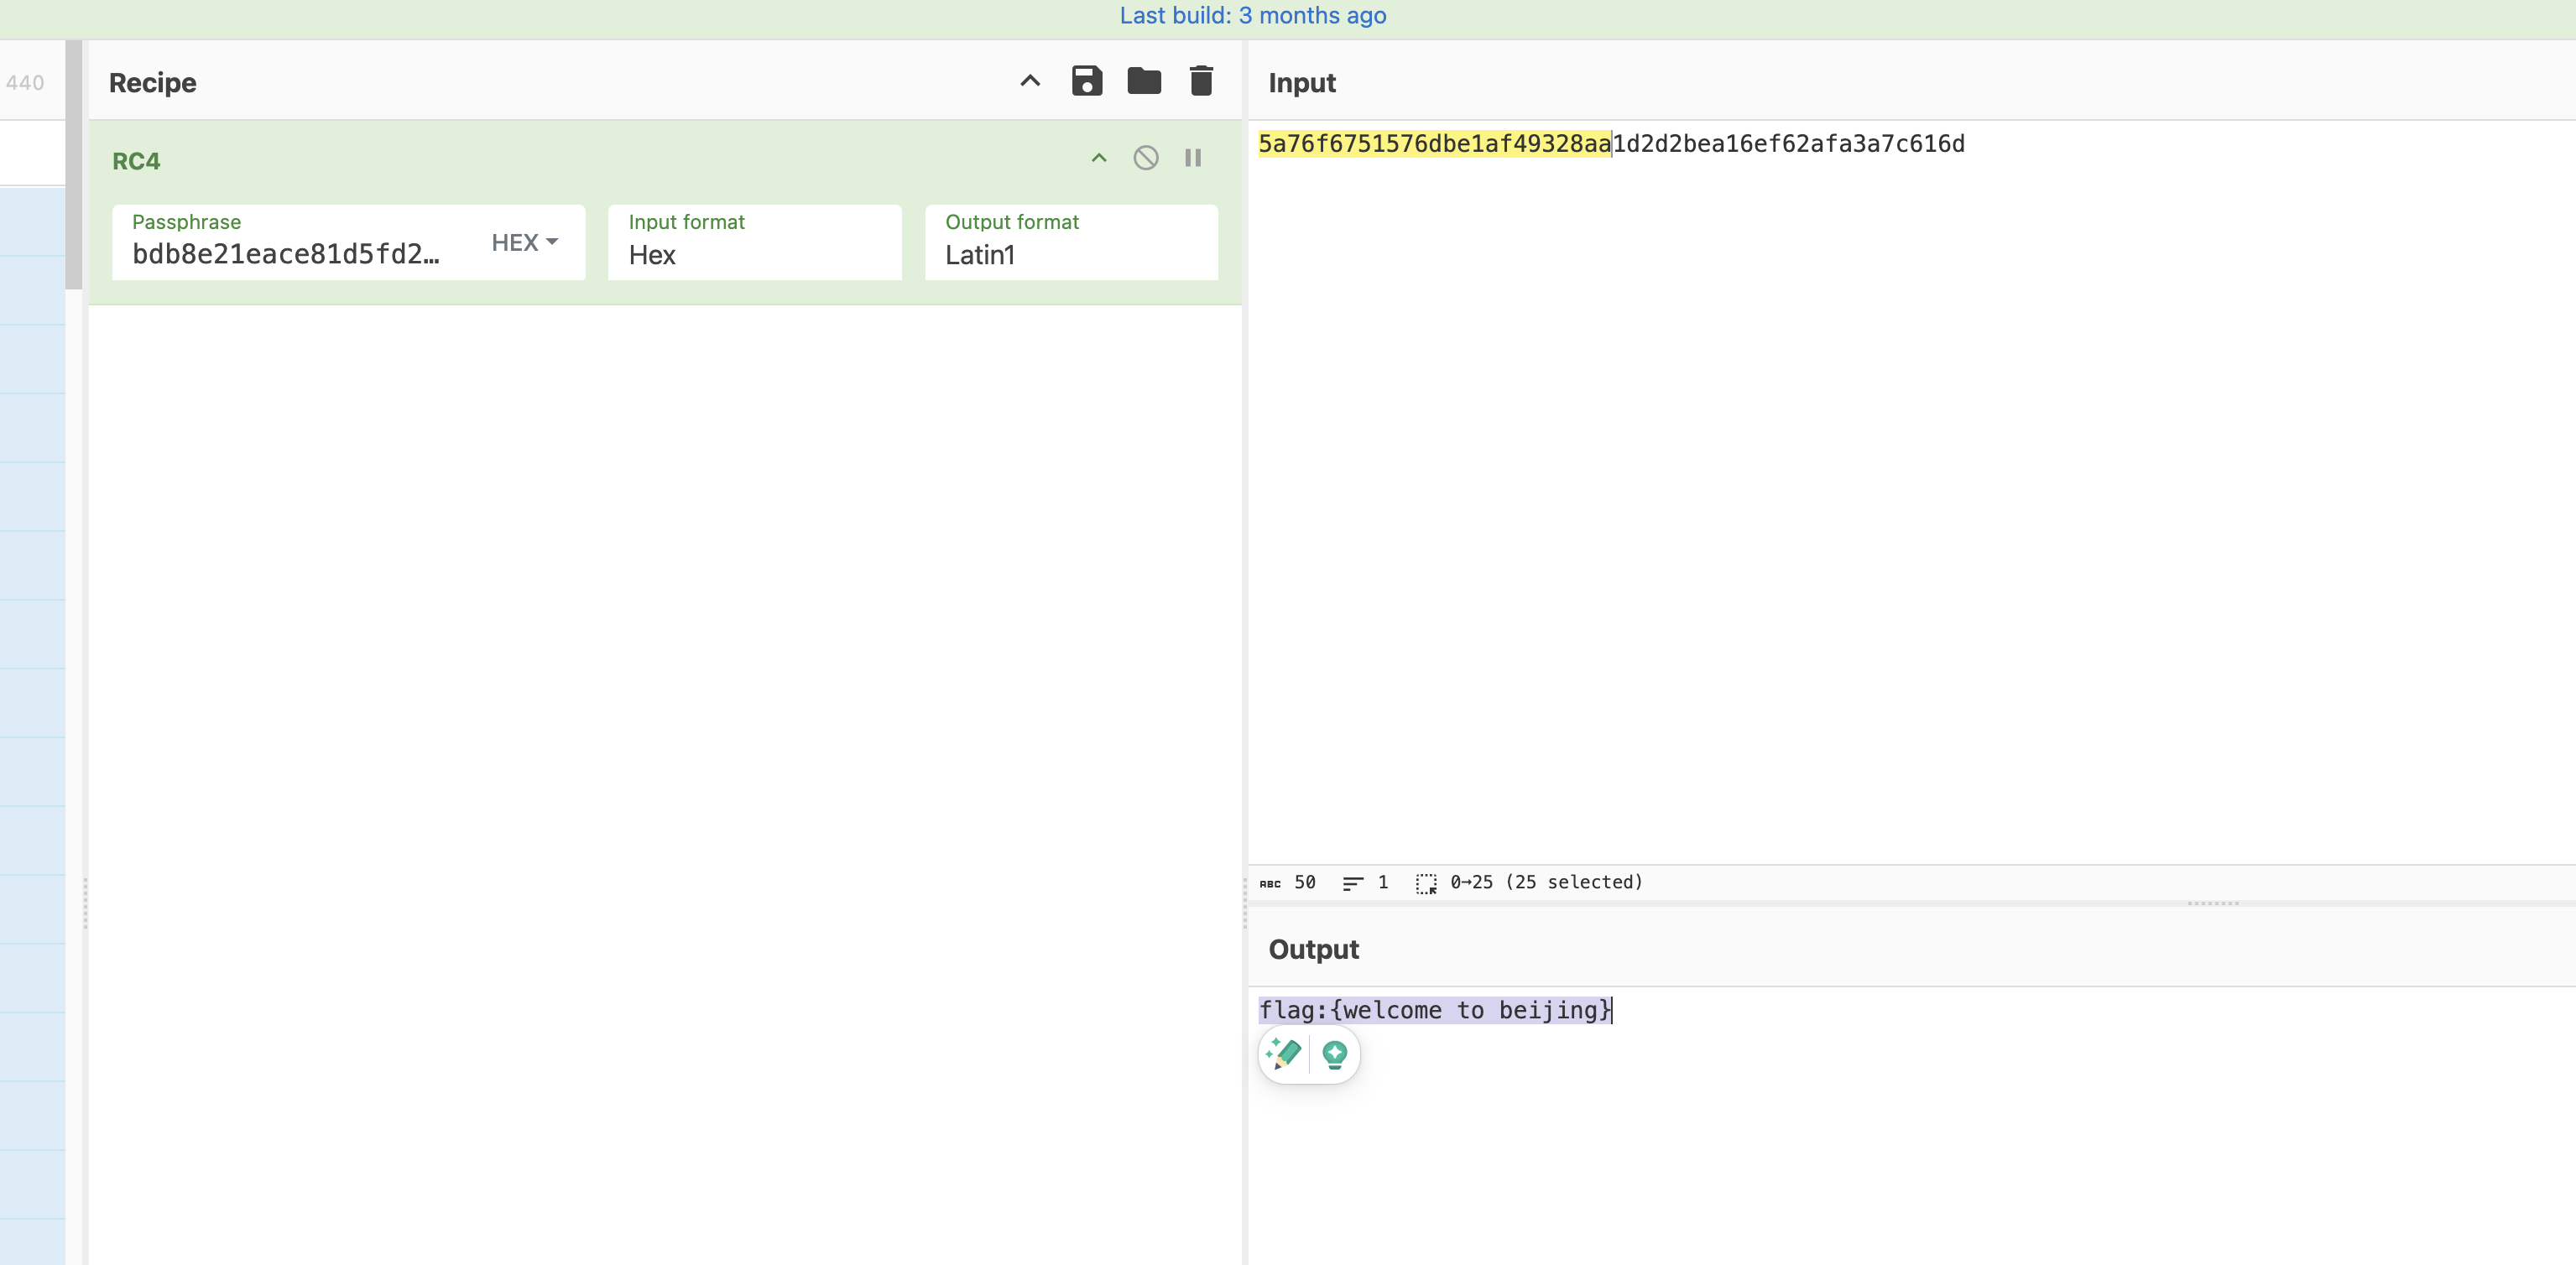 Last build: 3 months ago
440
Recipe
RC4
Passphrase
bdb8e21eace81d5fd2…
HEX
Input format
Hex
Output format
Latin1
Input
5a76f6751576dbe1af49328aa1d2d2bea16ef62afa3a7c616d
ABC 50 1 0→25 (25 selected)
Output
flag:{welcome to beijing}